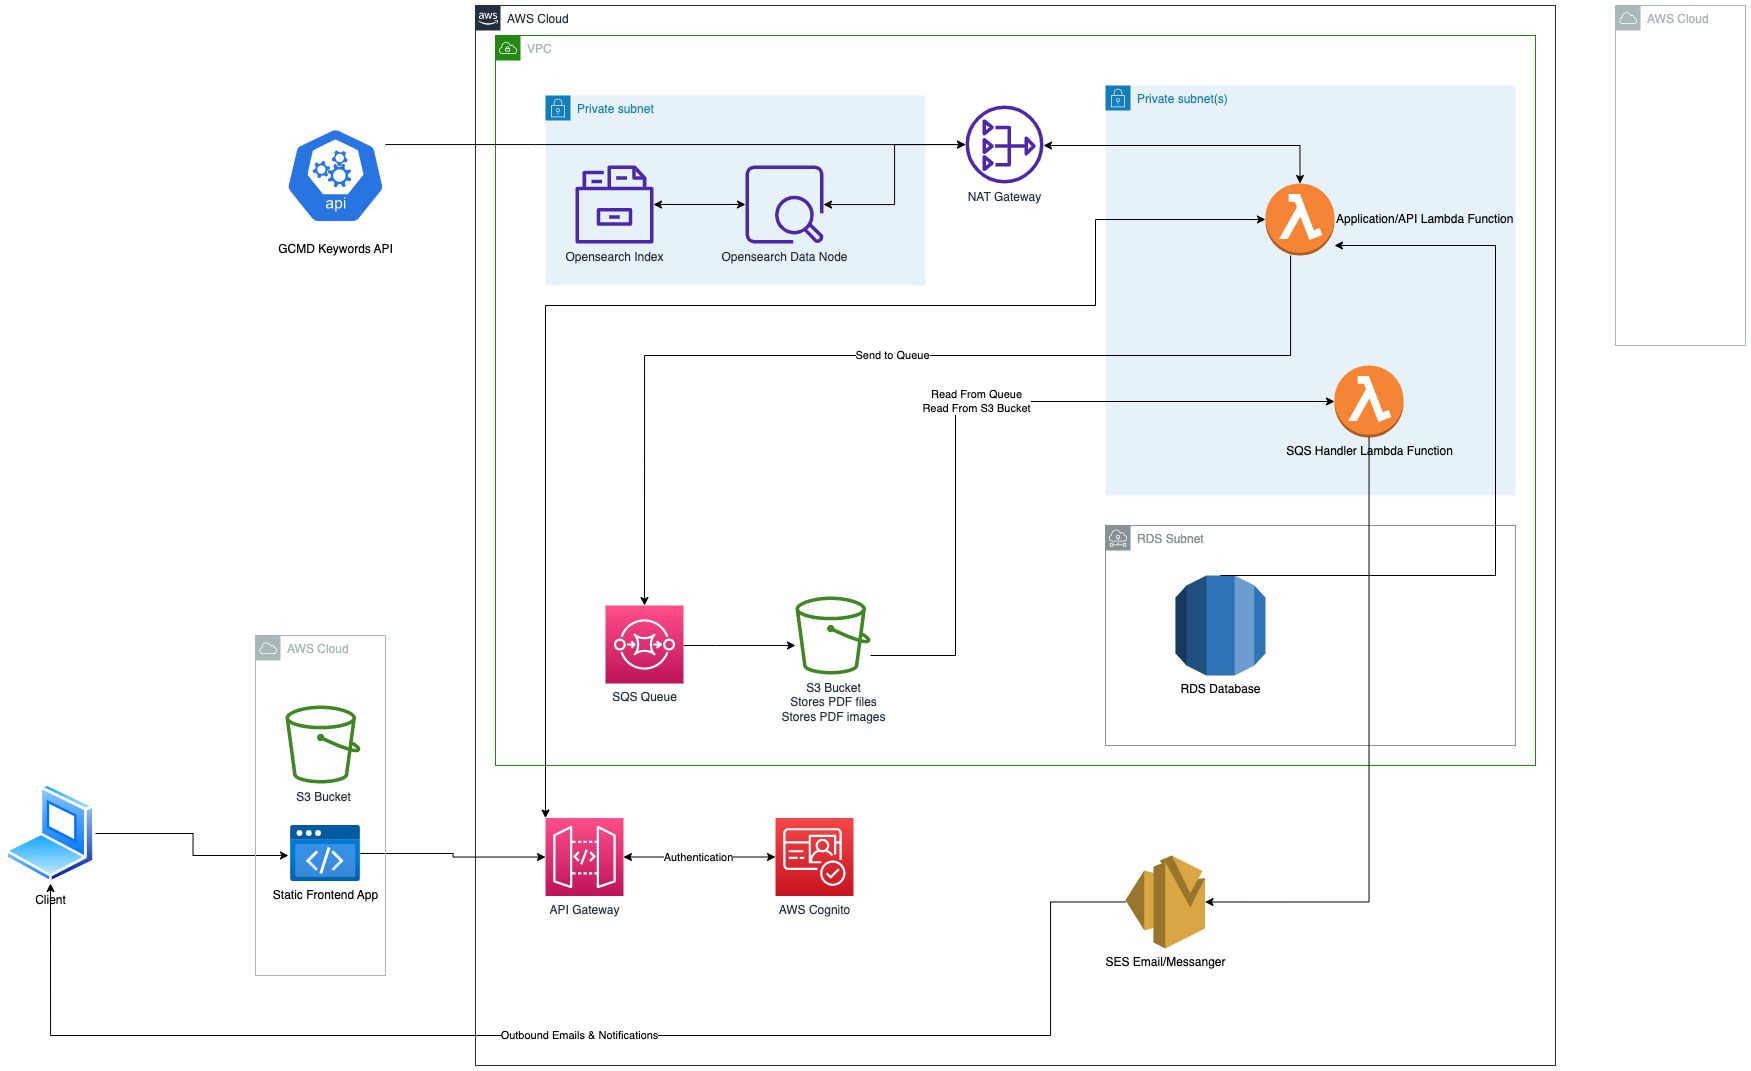 aws
AWS Cloud
AWS Cloud
VPC
Private subnet
Private subnet(s)
api
GCMD Keywords API
NAT Gateway
Application/API Lambda Function
Opensearch Index
Opensearch Data Node
Send to Queue
Read From Queue
Read From S3 Bucket
SQS Handler Lambda Function
RDS Subnet
RDS Database
SQS Queue
S3 Bucket
Stores PDF files
Stores PDF images
AWS Cloud
S3 Bucket
Static Frontend App
Client
API Gateway
Authentication
AWS Cognito
SES Email/Messanger
Outbound Emails & Notifications